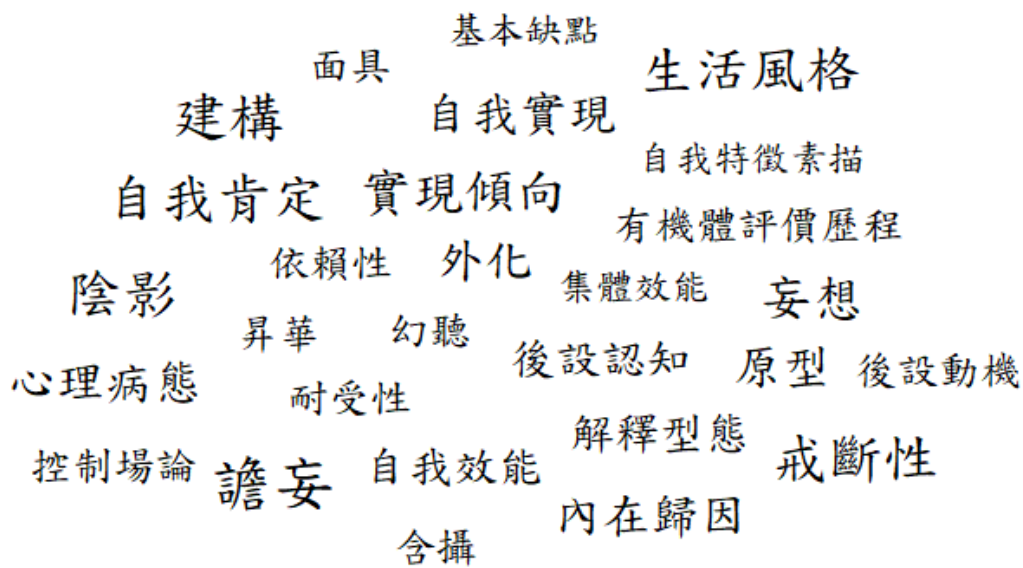 基本缺點
面具
生活風格
建構
自我實現
自我特徵素描
自我肯定
實現傾向
有機體評價歷程
依賴性
外化
集體效能
陰影
妄想
昇華
幻聽
後設認知
原型
後設動機
心理病態
耐受性
解釋型態
控制場論
譫妄
自我效能
戒斷性
內在歸因
含攝